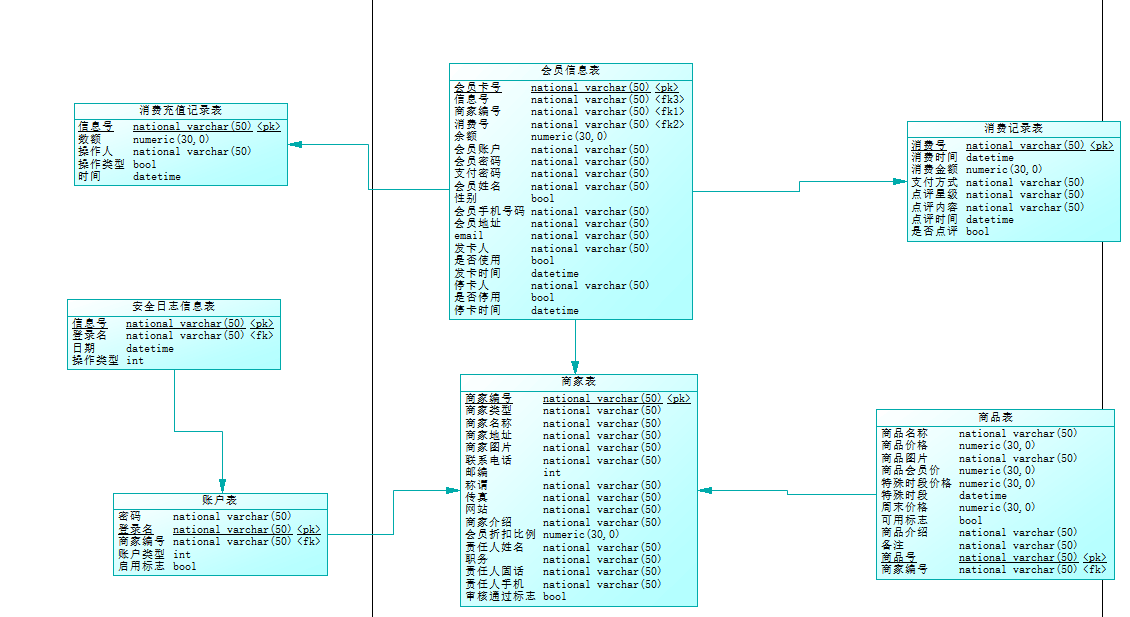 会员信息表
会员卡号 national varchar(50) <pk>
信息号 national varchar(50) <fk3>
商家编号 national varchar(50) <fk1>
消费号 national varchar(50) <fk2>
余额 numeric(30,0)
会员账户 national varchar(50)
会员密码 national varchar(50)
支付密码 national varchar(50)
会员姓名 national varchar(50)
性别 bool
会员手机号码 national varchar(50)
会员地址 national varchar(50)
email national varchar(50)
发卡人 national varchar(50)
是否使用 bool
发卡时间 datetime
停卡人 national varchar(50)
是否停用 bool
停卡时间 datetime
消费充值记录表
信息号 national varchar(50) <pk>
数额 numeric(30,0)
操作人 national varchar(50)
操作类型 bool
时间 datetime
消费记录表
消费号 national varchar(50) <pk>
消费时间 datetime
消费金额 numeric(30,0)
支付方式 national varchar(50)
点评星级 national varchar(50)
点评内容 national varchar(50)
点评时间 datetime
是否点评 bool
安全日志信息表
信息号 national varchar(50) <pk>
登录名 national varchar(50) <fk>
日期 datetime
操作类型 int
商家表
商家编号 national varchar(50) <pk>
商家类型 national varchar(50)
商家名称 national varchar(50)
商家地址 national varchar(50)
商家图片 national varchar(50)
联系电话 national varchar(50)
邮编 int
称谓 national varchar(50)
传真 national varchar(50)
网站 national varchar(50)
商家介绍 national varchar(50)
会员折扣比例 numeric(30,0)
责任人姓名 national varchar(50)
职务 national varchar(50)
责任人固话 national varchar(50)
责任人手机 national varchar(50)
审核通过标志 bool
商品表
商品名称 national varchar(50)
商品价格 numeric(30,0)
商品图片 national varchar(50)
商品会员价 numeric(30,0)
特殊时段价格 numeric(30,0)
特殊时段 datetime
周末价格 numeric(30,0)
可用标志 bool
商品介绍 national varchar(50)
备注 national varchar(50)
商品号 national varchar(50) <pk>
商家编号 national varchar(50) <fk>
账户表
密码 national varchar(50)
登录名 national varchar(50) <pk>
商家编号 national varchar(50) <fk>
账户类型 int
启用标志 bool